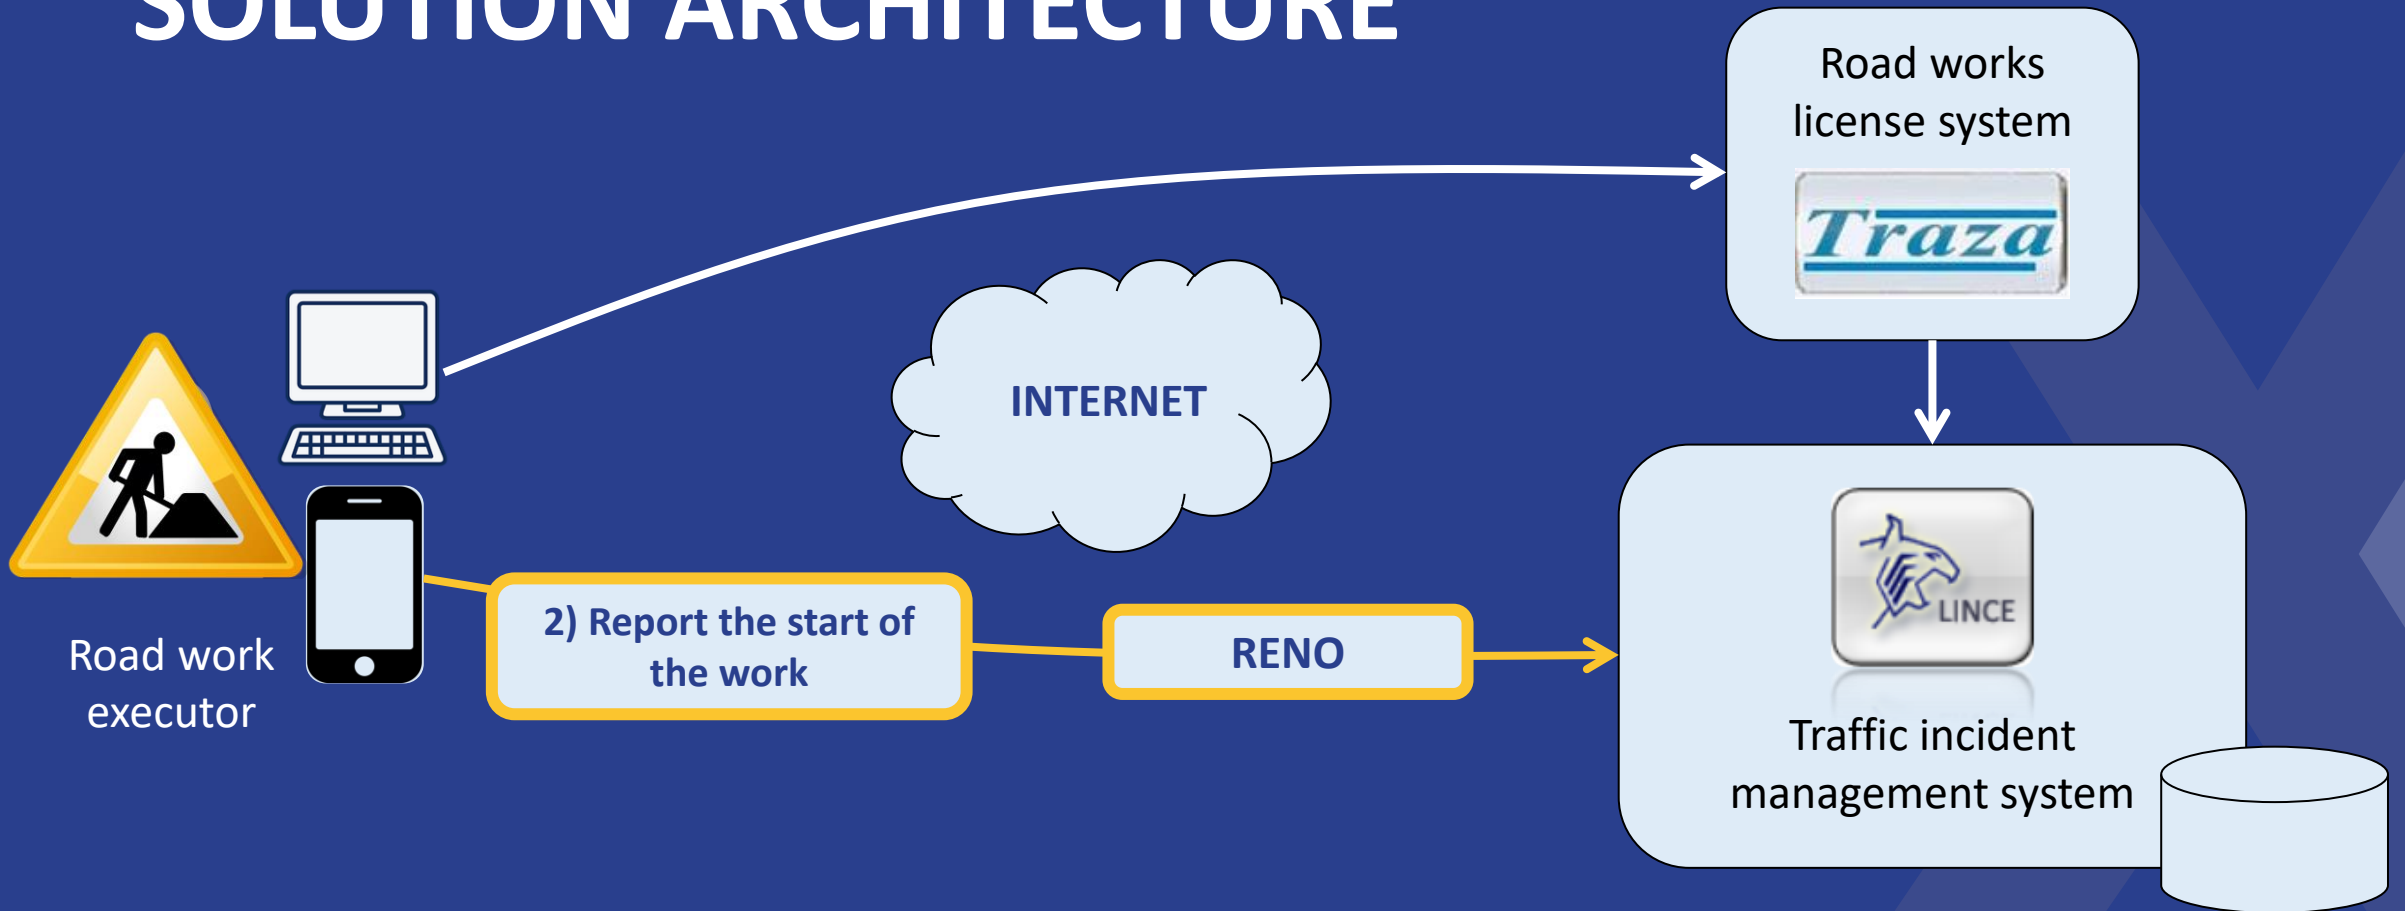 SOLUTION ARCHITECTURE
Road works
license system
Traza
INTERNET
2) Report the start of
the work
RENO
Road work
executor
LINCE
Traffic incident
management system